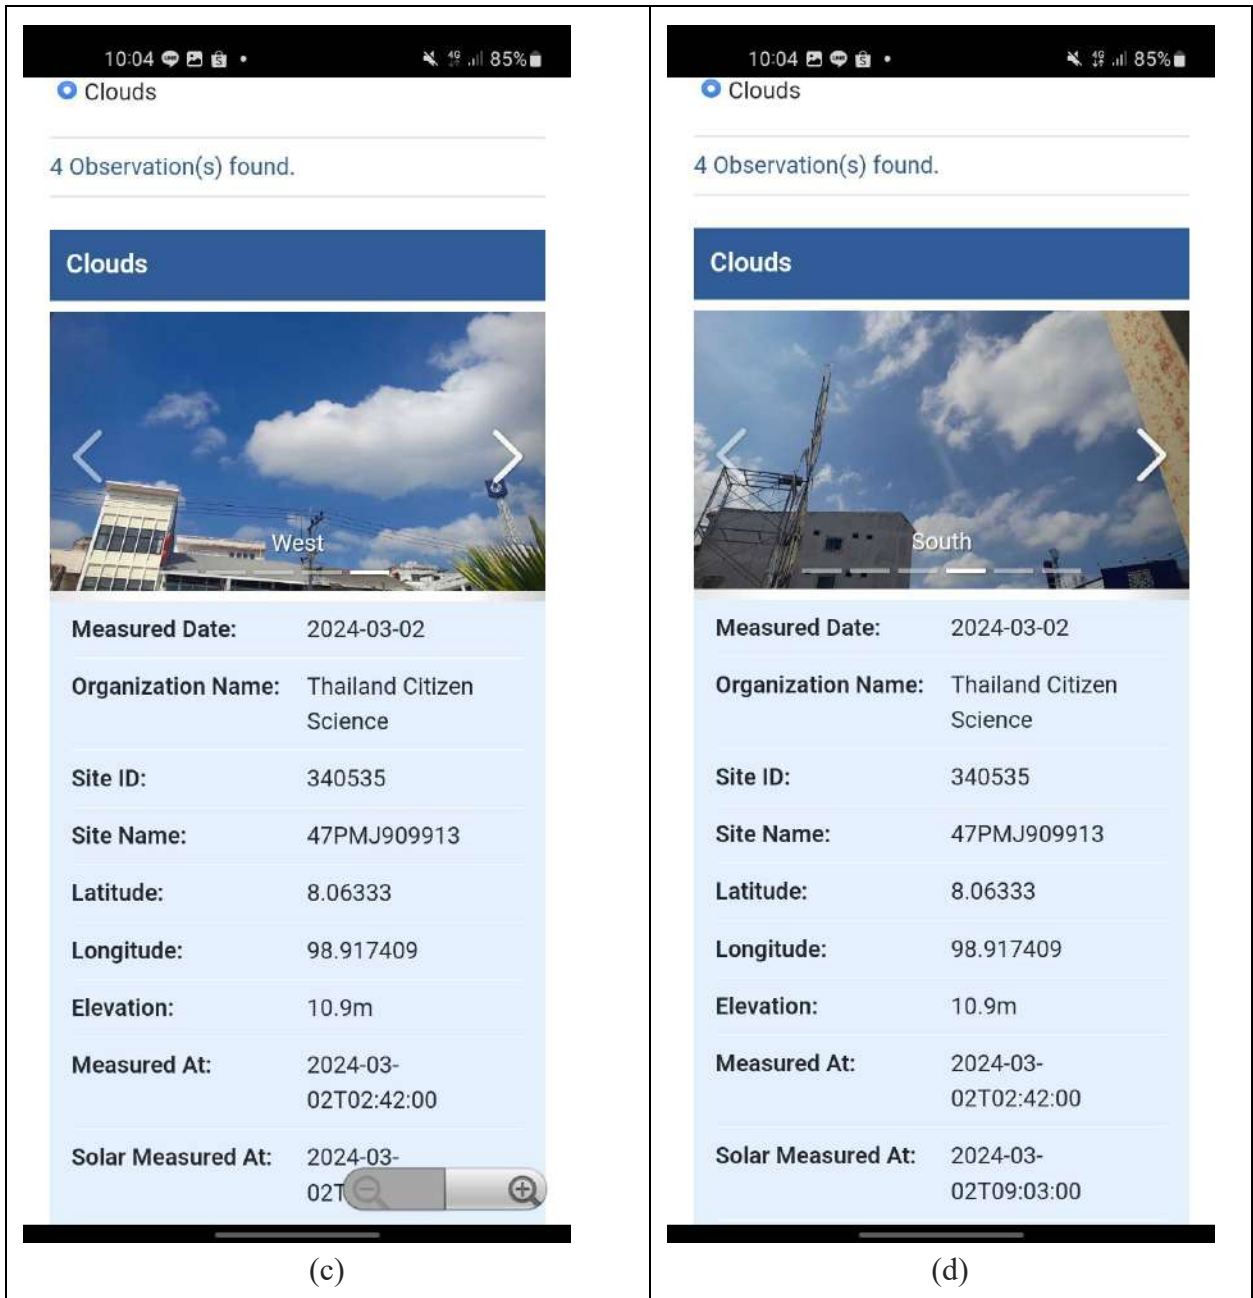 10:04
85%
Clouds
4 Observation(s) found.
Clouds
West
Measured Date: 2024-03-02
Organization Name: Thailand Citizen
Science
Site ID: 340535
Site Name: 47PMJ909913
Latitude: 8.06333
Longitude: 98.917409
Elevation: 10.9m
Measured At: 2024-03-
02T02:42:00
Solar Measured At: 2024-03-
02T
(c)
10:04
85%
Clouds
4 Observation(s) found.
Clouds
South
Measured Date: 2024-03-02
Organization Name: Thailand Citizen
Science
Site ID: 340535
Site Name: 47PMJ909913
Latitude: 8.06333
Longitude: 98.917409
Elevation: 10.9m
Measured At: 2024-03-
02T02:42:00
Solar Measured At: 2024-03-
02T09:03:00
(d)